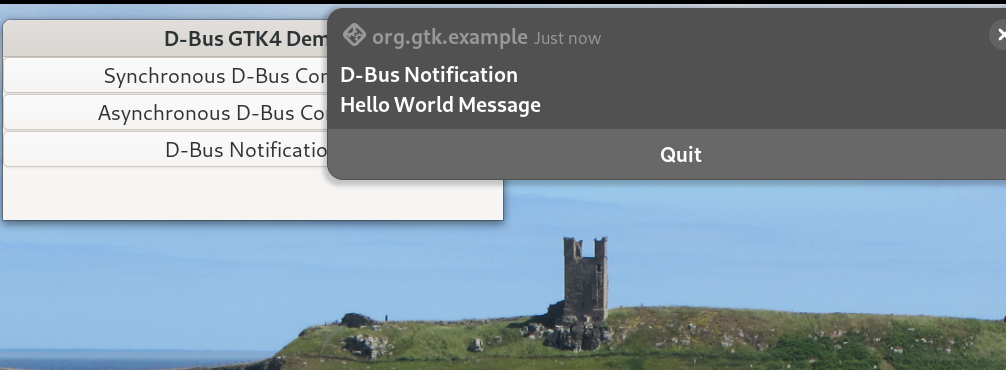 D-Bus GTK4 Dem
Synchronous D-Bus Con
Asynchronous D-Bus Co
D-Bus Notificatio
org.gtk.example Just now
D-Bus Notification
Hello World Message
Quit